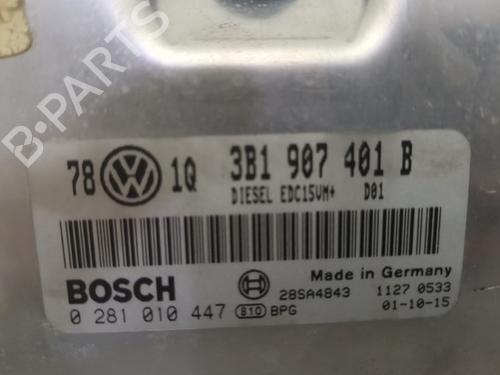 B-PARTS
78 VW 1Q 3B1 907 401 B
DIESEL EDC15VM+ D01
BOSCH
Made in Germany
28SA4843 1127 0533
0 281 010 447 810 BPG 01-10-15